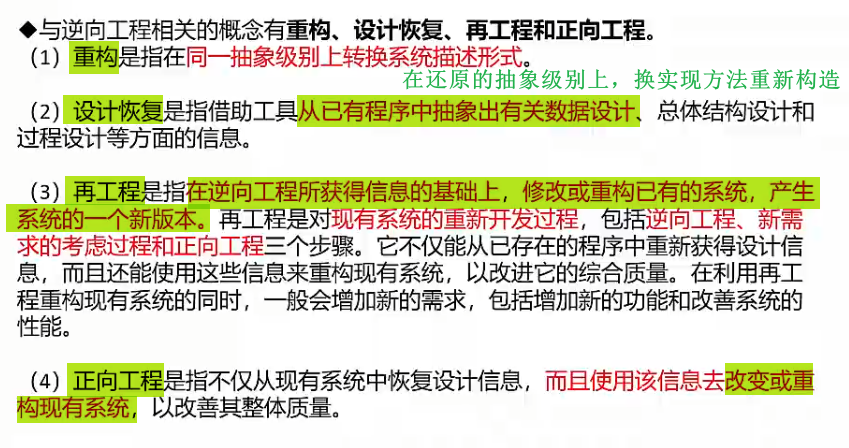 ◆与逆向工程相关的概念有重构、设计恢复、再工程和正向工程。
（1）重构是指在同一抽象级别上转换系统描述形式。
在还原的抽象级别上，换实现方法重新构造
（2）设计恢复是指借助工具从已有程序中抽象出有关数据设计、总体结构设计和
过程设计等方面的信息。
（3）再工程是指在逆向工程所获得信息的基础上，修改或重构已有的系统，产生
系统的一个新版本。再工程是对现有系统的重新开发过程，包括逆向工程、新需
求的考虑过程和正向工程三个步骤。它不仅能从已存在的程序中重新获得设计信
息，而且还能使用这些信息来重构现有系统，以改进它的综合质量。在利用再工
程重构现有系统的同时，一般会增加新的需求，包括增加新的功能和改善系统的
性能。
（4）正向工程是指不仅从现有系统中恢复设计信息，而且使用该信息去改变或重
构现有系统，以改善其整体质量。